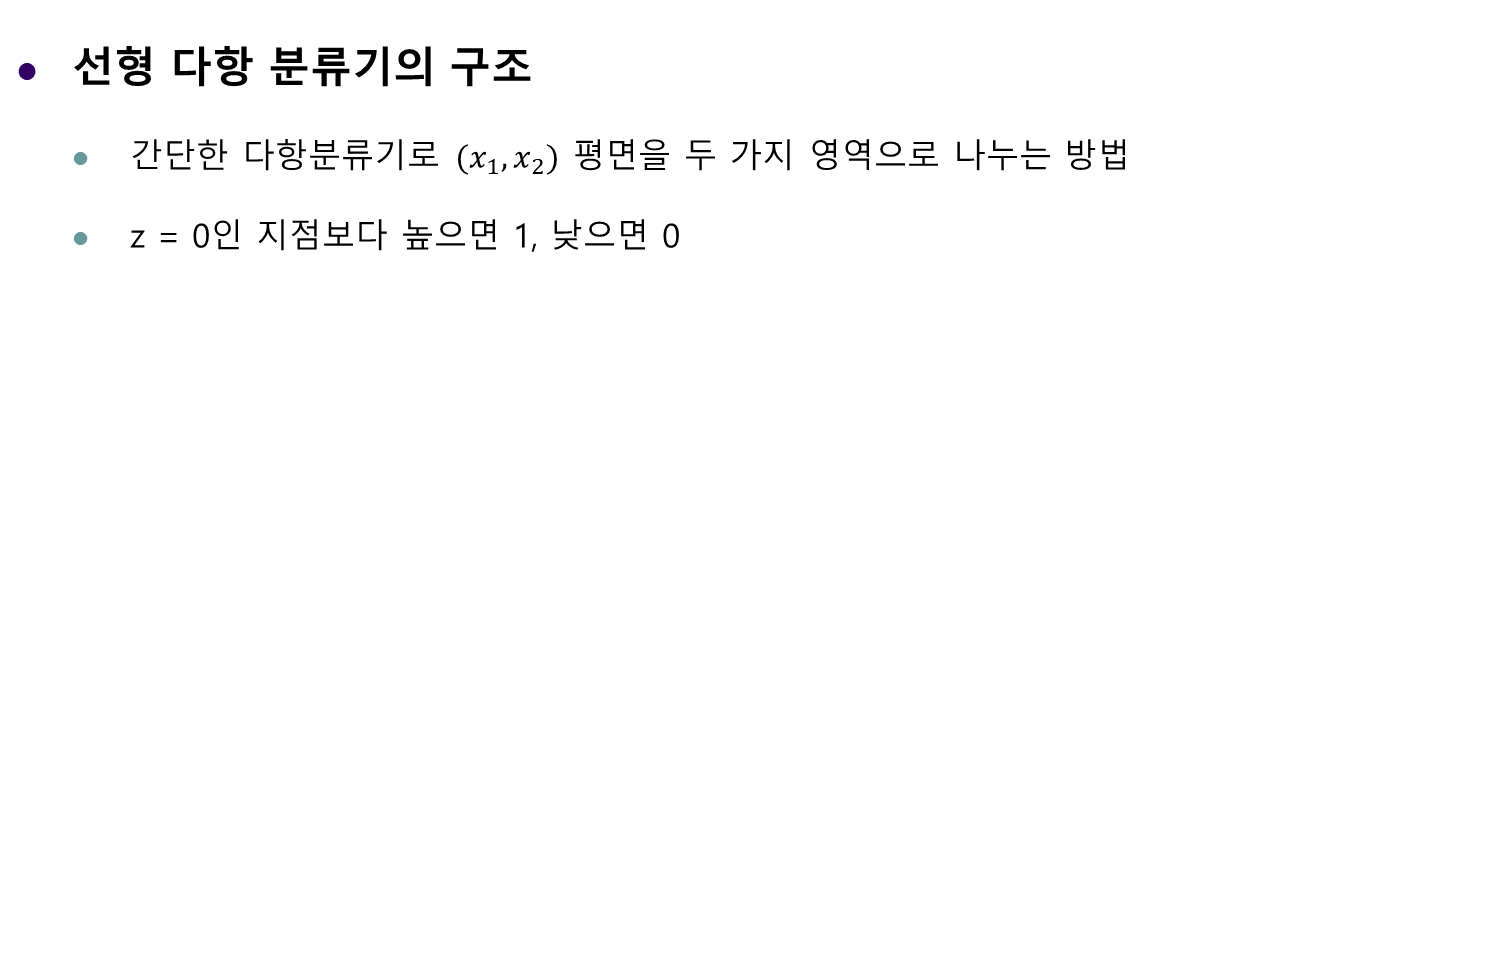 ● 선형 다항 분류기의 구조
● 간단한 다항분류기로 (x₁, x₂) 평면을 두 가지 영역으로 나누는 방법
● z = 0인 지점보다 높으면 1, 낮으면 0